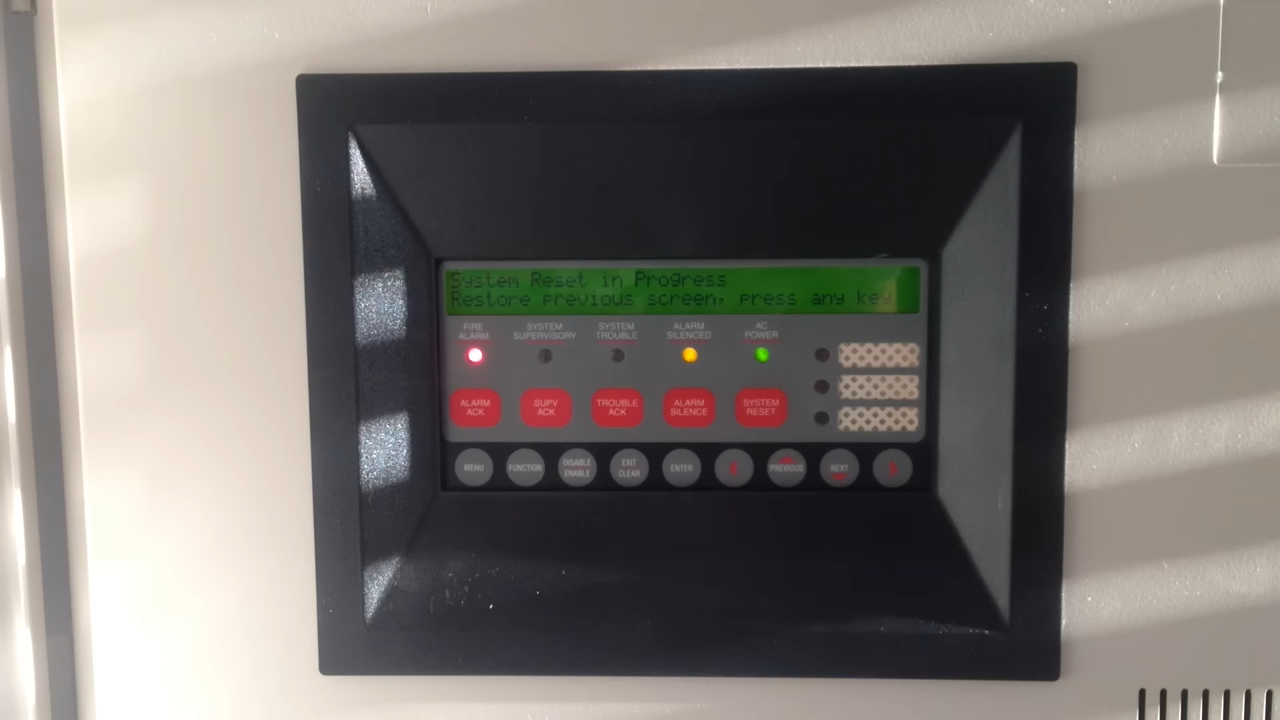 System Reset in Progress
Restore previous screen, press any key
FIRE
ALARM
SYSTEM
SUPERVISORY
SYSTEM
TROUBLE
ALARM
SILENCED
AC
POWER
ALARM
ACK
SUPV
ACK
TROUBLE
ACK
ALARM
SILENCE
SYSTEM
RESET
MENU
FUNCTION
DISABLE
ENABLE
EXIT
CLEAR
ENTER
PREVIOUS
NEXT